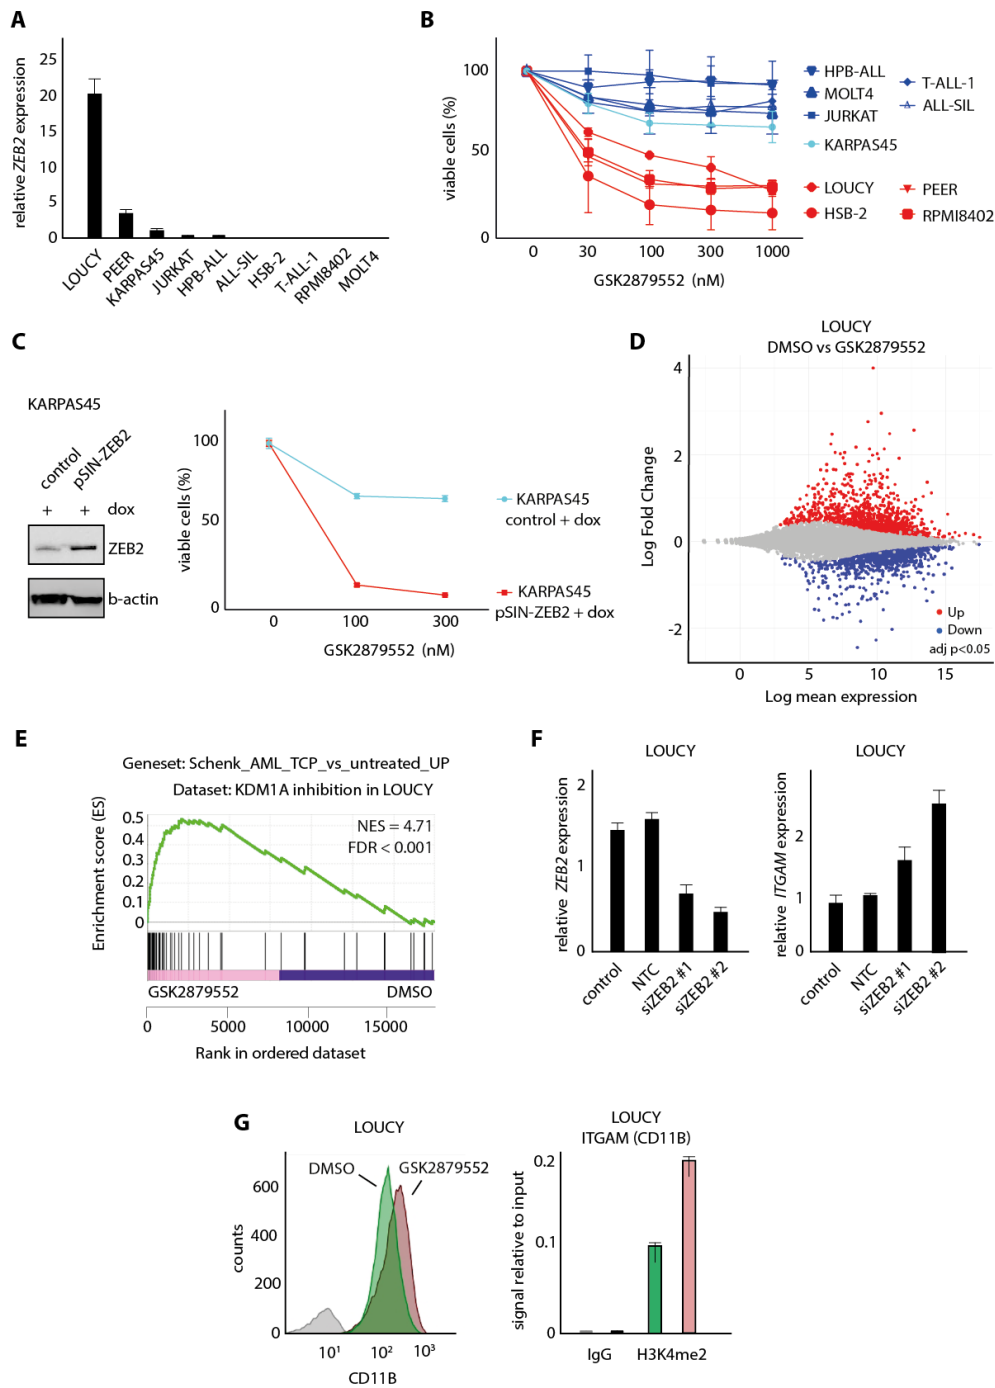 A
relative ZEB2 expression
25
20
15
10
5
0
LOUCY
PEER
KARPAS45
JURKAT
HPB-ALL
ALL-SIL
HSB-2
T-ALL-1
RPMI8402
MOLT4
B
viable cells (%)
100
50
0
0
30
100
300
1000
GSK2879552 (nM)
HPB-ALL
MOLT4
JURKAT
KARPAS45
T-ALL-1
ALL-SIL
LOUCY
HSB-2
PEER
RPMI8402
C
KARPAS45
control
pSIN-ZEB2
+ + dox
ZEB2
b-actin
viable cells (%)
100
50
0
0
100
300
GSK2879552 (nM)
KARPAS45
control + dox
KARPAS45
pSIN-ZEB2 + dox
D
LOUCY
DMSO vs GSK2879552
Log Fold Change
4
2
0
-2
Up
Down
adj p<0.05
0
5
10
15
Log mean expression
E
Geneset: Schenk_AML_TCP_vs_untreated_UP
Dataset: KDM1A inhibition in LOUCY
Enrichment score (ES)
0.5
0.4
0.3
0.2
0.1
0
NES = 4.71
FDR < 0.001
GSK2879552 DMSO
0
5000
10000
15000
Rank in ordered dataset
F
LOUCY
relative ZEB2 expression
2
1
0
control
NTC
siZEB2 #1
siZEB2 #2
LOUCY
relative ITGAM expression
2
1
0
control
NTC
siZEB2 #1
siZEB2 #2
G
LOUCY
DMSO
GSK2879552
counts
600
400
200
0
10¹
10²
10³
CD11B
LOUCY
ITGAM (CD11B)
signal relative to input
0.2
0.1
0
IgG
H3K4me2